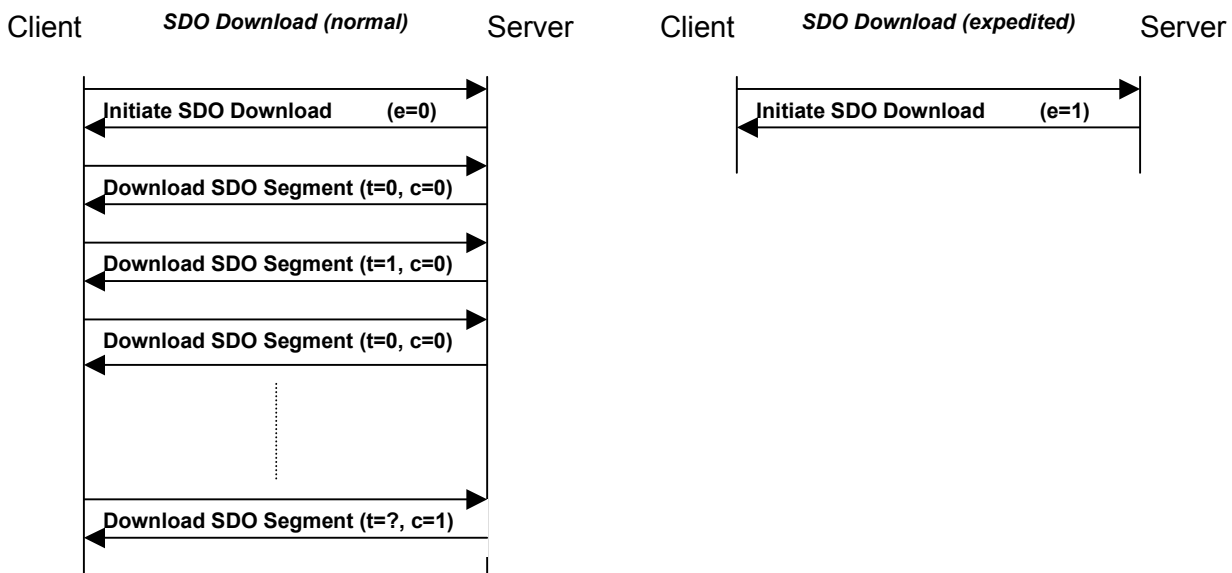 Client SDO Download (normal) Server
Initiate SDO Download (e=0)
Download SDO Segment (t=0, c=0)
Download SDO Segment (t=1, c=0)
Download SDO Segment (t=0, c=0)
Download SDO Segment (t=?, c=1)
Client SDO Download (expedited) Server
Initiate SDO Download (e=1)